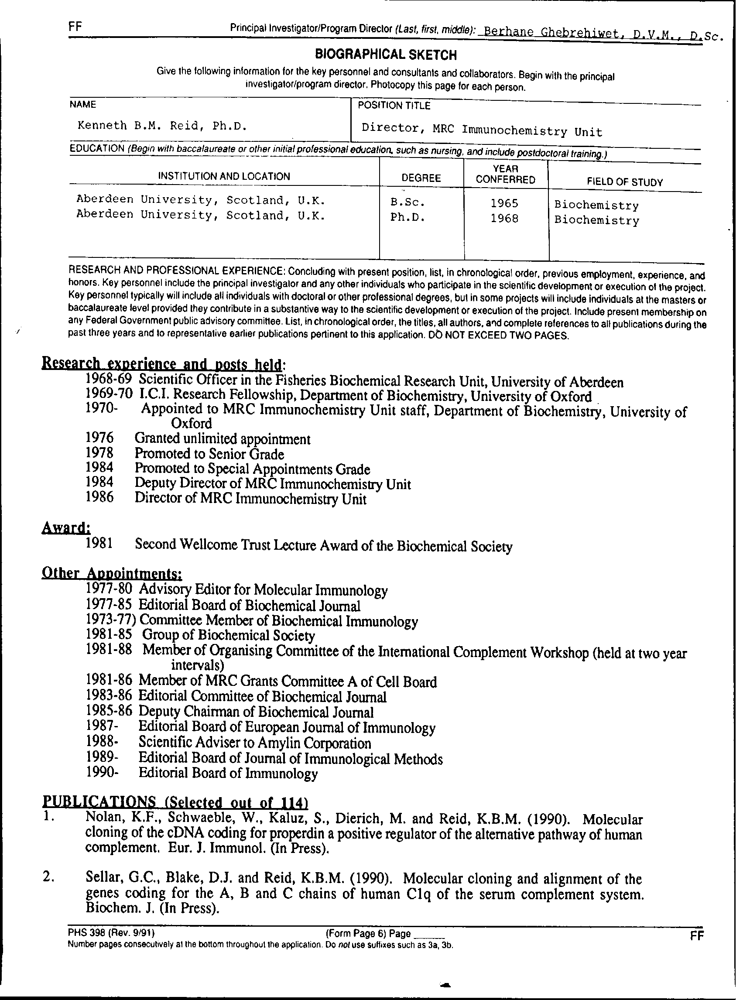 FF
Principal Investigator/Program Director (Last, first, middle): Berhane Ghebrehiwet, D.V.M., D.Sc.
BIOGRAPHICAL SKETCH
Give the following information for the key personnel and consultants and collaborators. Begin with the principal
investigator/program director. Photocopy this page for each person.
NAME
POSITION TITLE
Kenneth B.M. Reid, Ph.D.
Director, MRC Immunochemistry Unit
EDUCATION (Begin with baccalaureate or other initial professional education, such as nursing, and include postdoctoral training.)
INSTITUTION AND LOCATION DEGREE YEAR CONFERRED FIELD OF STUDY
Aberdeen University, Scotland, U.K. B.Sc. 1965 Biochemistry
Aberdeen University, Scotland, U.K. Ph.D. 1968 Biochemistry
RESEARCH AND PROFESSIONAL EXPERIENCE: Concluding with present position, list, in chronological order, previous employment, experience, and
honors. Key personnel include the principal investigator and any other individuals who participate in the scientific development or execution of the project.
Key personnel typically will include all individuals with doctoral or other professional degrees, but in some projects will include individuals at the masters or
baccalaureate level provided they contribute in a substantive way to the scientific development or execution of the project. Include present membership on
any Federal Government public advisory committee. List, in chronological order, the titles, all authors, and complete references to all publications during the
past three years and to representative earlier publications pertinent to this application. DO NOT EXCEED TWO PAGES.
Research experience and posts held:
1968-69 Scientific Officer in the Fisheries Biochemical Research Unit, University of Aberdeen
1969-70 I.C.I. Research Fellowship, Department of Biochemistry, University of Oxford
1970- Appointed to MRC Immunochemistry Unit staff, Department of Biochemistry, University of
Oxford
1976 Granted unlimited appointment
1978 Promoted to Senior Grade
1984 Promoted to Special Appointments Grade
1984 Deputy Director of MRC Immunochemistry Unit
1986 Director of MRC Immunochemistry Unit
Award:
1981 Second Wellcome Trust Lecture Award of the Biochemical Society
Other Appointments:
1977-80 Advisory Editor for Molecular Immunology
1977-85 Editorial Board of Biochemical Journal
1973-77) Committee Member of Biochemical Immunology
1981-85 Group of Biochemical Society
1981-88 Member of Organising Committee of the International Complement Workshop (held at two year
intervals)
1981-86 Member of MRC Grants Committee A of Cell Board
1983-86 Editorial Committee of Biochemical Journal
1985-86 Deputy Chairman of Biochemical Journal
1987- Editorial Board of European Journal of Immunology
1988- Scientific Adviser to Amylin Corporation
1989- Editorial Board of Journal of Immunological Methods
1990- Editorial Board of Immunology
PUBLICATIONS (Selected out of 114)
1. Nolan, K.F., Schwaeble, W., Kaluz, S., Dierich, M. and Reid, K.B.M. (1990). Molecular
cloning of the cDNA coding for properdin a positive regulator of the alternative pathway of human
complement. Eur. J. Immunol. (In Press).
2. Sellar, G.C., Blake, D.J. and Reid, K.B.M. (1990). Molecular cloning and alignment of the
genes coding for the A, B and C chains of human C1q of the serum complement system.
Biochem. J. (In Press).
PHS 398 (Rev. 9/91) (Form Page 6) Page ____ FF
Number pages consecutively at the bottom throughout the application. Do not use suffixes such as 3a, 3b.